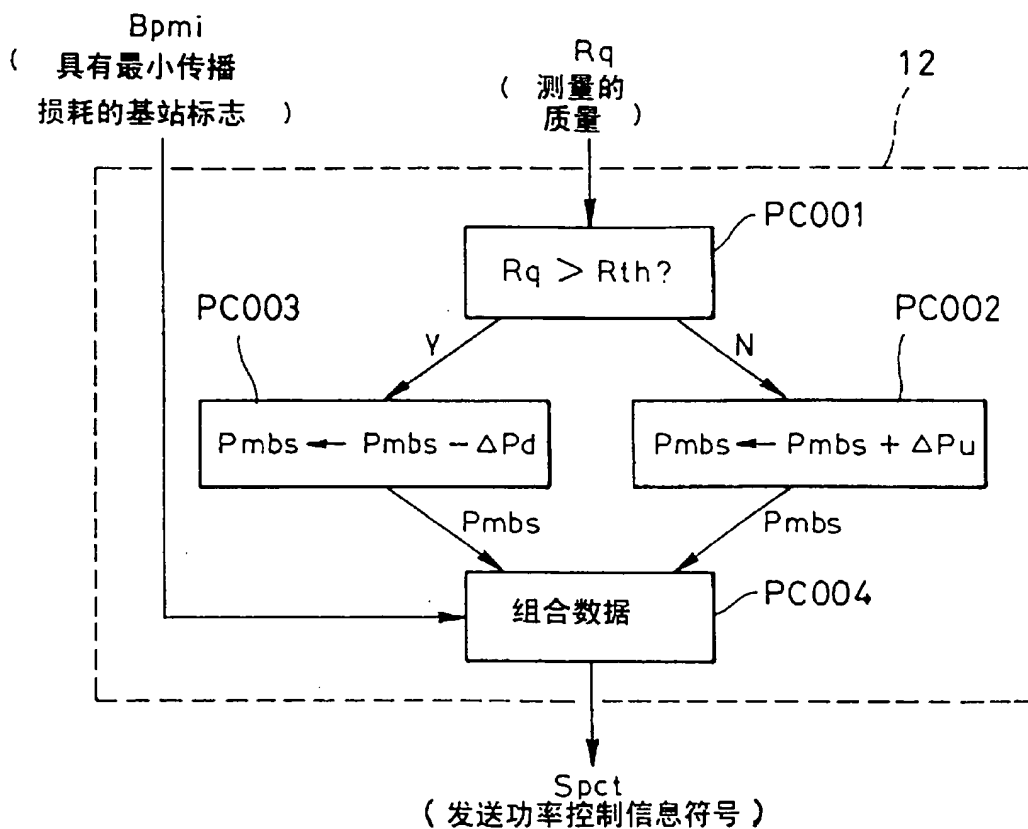 Bpmi
( 具有最小传播
损耗的基站标志 )
Rq
( 测量的
质量 )
12
PC001
Rq > Rth?
PC003
PC002
Y
N
Pmbs ← Pmbs - ΔPd
Pmbs ← Pmbs + ΔPu
Pmbs
Pmbs
组合数据
PC004
Spct
( 发送功率控制信息符号 )